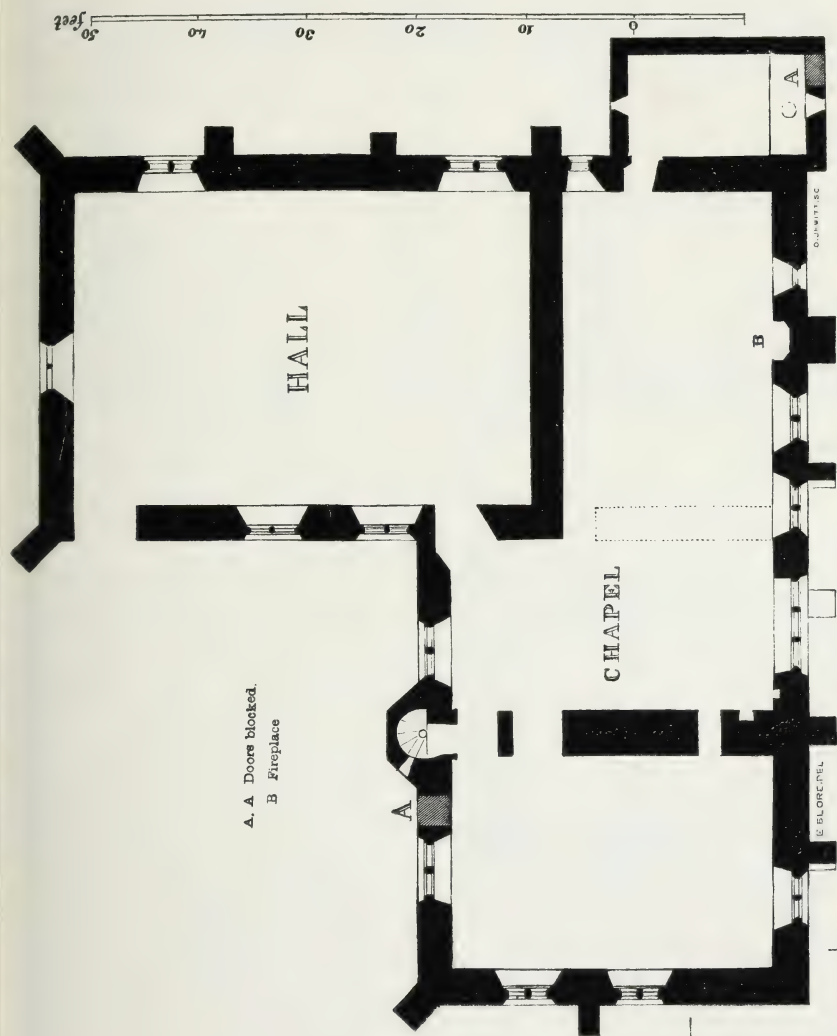 0 10 20 30 40 50 feet
HALL
CHAPEL
A. A Doors blocked.
B Fireplace
A
A
B
O.JEWITT.SC
E BLORE.DEL